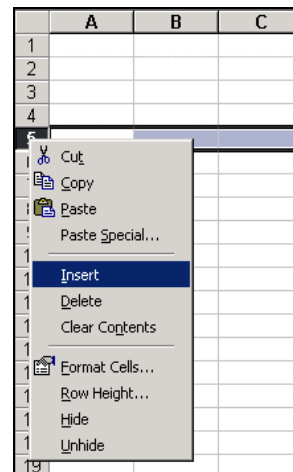 A B C
1
2
3
4
5
Cut
Copy
Paste
Paste Special...
Insert
Delete
Clear Contents
Format Cells...
Row Height...
Hide
Unhide
19